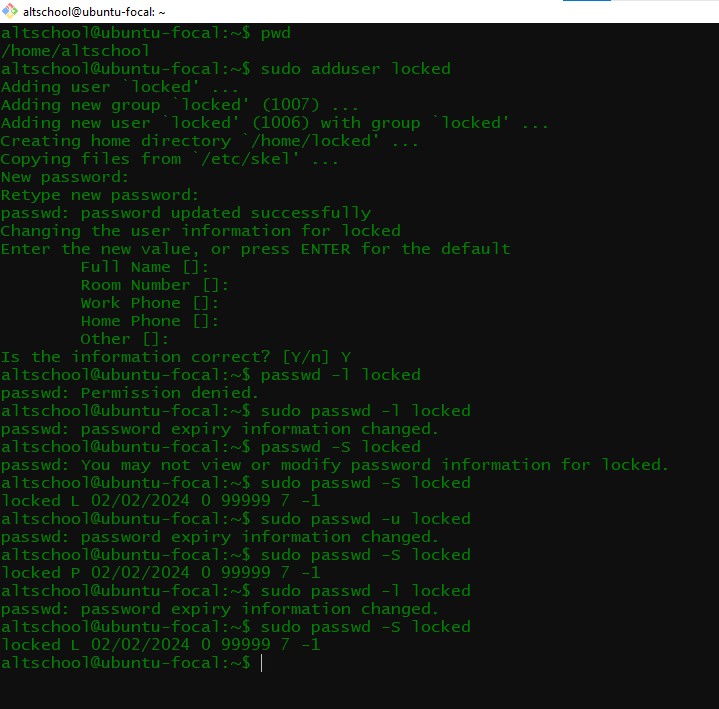 altschool@ubuntu-focal: ~
altschool@ubuntu-focal:~$ pwd
/home/altschool
altschool@ubuntu-focal:~$ sudo adduser locked
Adding user `locked' ...
Adding new group `locked' (1007) ...
Adding new user `locked' (1006) with group `locked' ...
Creating home directory `/home/locked' ...
Copying files from `/etc/skel' ...
New password:
Retype new password:
passwd: password updated successfully
Changing the user information for locked
Enter the new value, or press ENTER for the default
        Full Name []:
        Room Number []:
        Work Phone []:
        Home Phone []:
        Other []:
Is the information correct? [Y/n] Y
altschool@ubuntu-focal:~$ passwd -l locked
passwd: Permission denied.
altschool@ubuntu-focal:~$ sudo passwd -l locked
passwd: password expiry information changed.
altschool@ubuntu-focal:~$ passwd -S locked
passwd: You may not view or modify password information for locked.
altschool@ubuntu-focal:~$ sudo passwd -S locked
locked L 02/02/2024 0 99999 7 -1
altschool@ubuntu-focal:~$ sudo passwd -u locked
passwd: password expiry information changed.
altschool@ubuntu-focal:~$ sudo passwd -S locked
locked P 02/02/2024 0 99999 7 -1
altschool@ubuntu-focal:~$ sudo passwd -l locked
passwd: password expiry information changed.
altschool@ubuntu-focal:~$ sudo passwd -S locked
locked L 02/02/2024 0 99999 7 -1
altschool@ubuntu-focal:~$